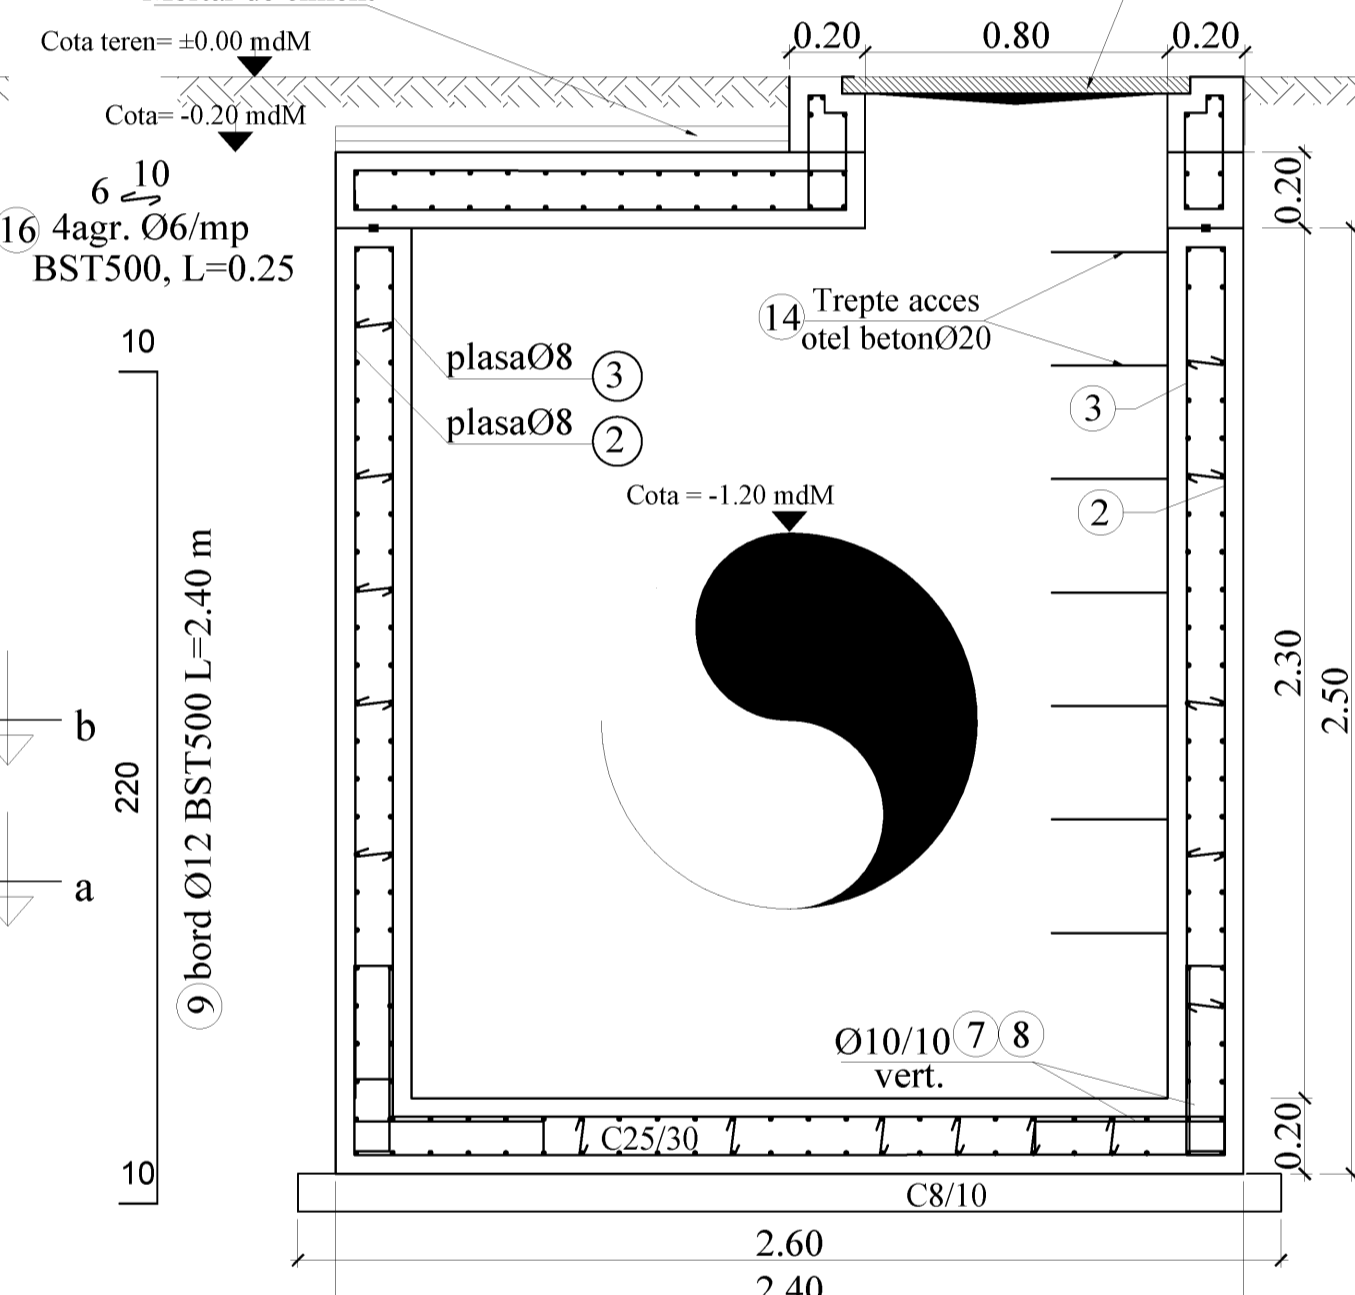 Cota teren= ±0.00 mdM
Cota= -0.20 mdM
0.20
0.80
0.20
6 10
16 4agr. Ø6/mp
BST500, L=0.25
0.20
10
220
10
9 bord Ø12 BST500 L=2.40 m
b
a
plasaØ8 3
plasaØ8 2
14 Trepte acces
otel betonØ20
3
2
Cota = -1.20 mdM
2.30
2.50
Ø10/10 7 8
vert.
0.20
C25/30
C8/10
2.60
2.40